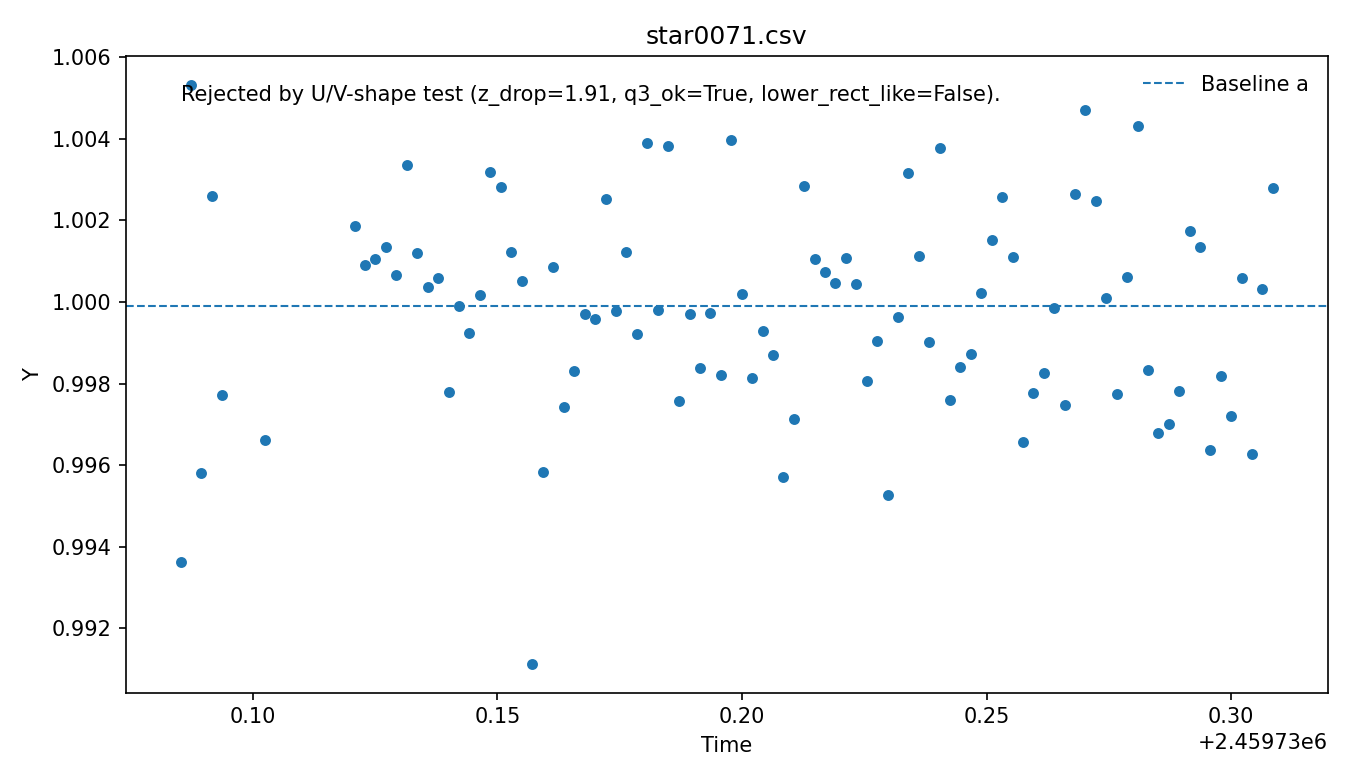 star0071.csv
1.006
1.004
1.002
1.000
0.998
0.996
0.994
0.992
Y
Rejected by U/V-shape test (z_drop=1.91, q3_ok=True, lower_rect_like=False).
Baseline a
0.10 0.15 0.20 0.25 0.30
Time
+2.45973e6